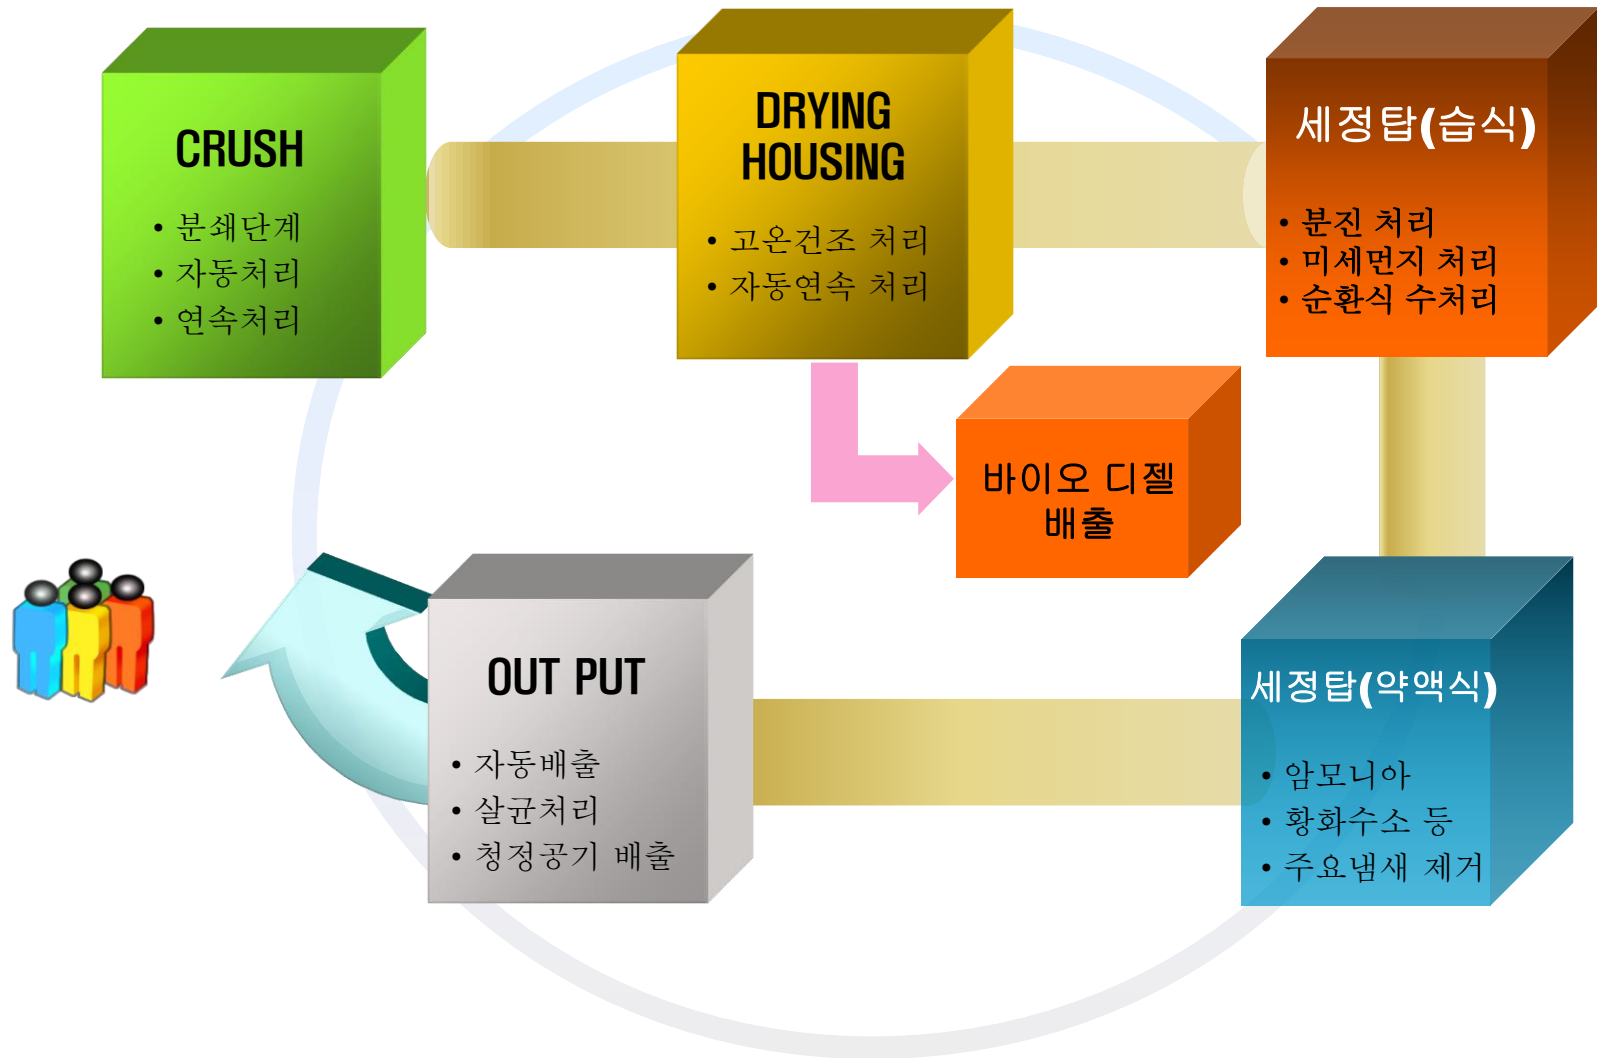 CRUSH
• 분쇄단계
• 자동처리
• 연속처리
DRYING
HOUSING
• 고온건조 처리
• 자동연속 처리
세정탑(습식)
• 분진 처리
• 미세먼지 처리
• 순환식 수처리
바이오 디젤
배출
OUT PUT
• 자동배출
• 살균처리
• 청정공기 배출
세정탑(약액식)
• 암모니아
• 황화수소 등
• 주요냄새 제거